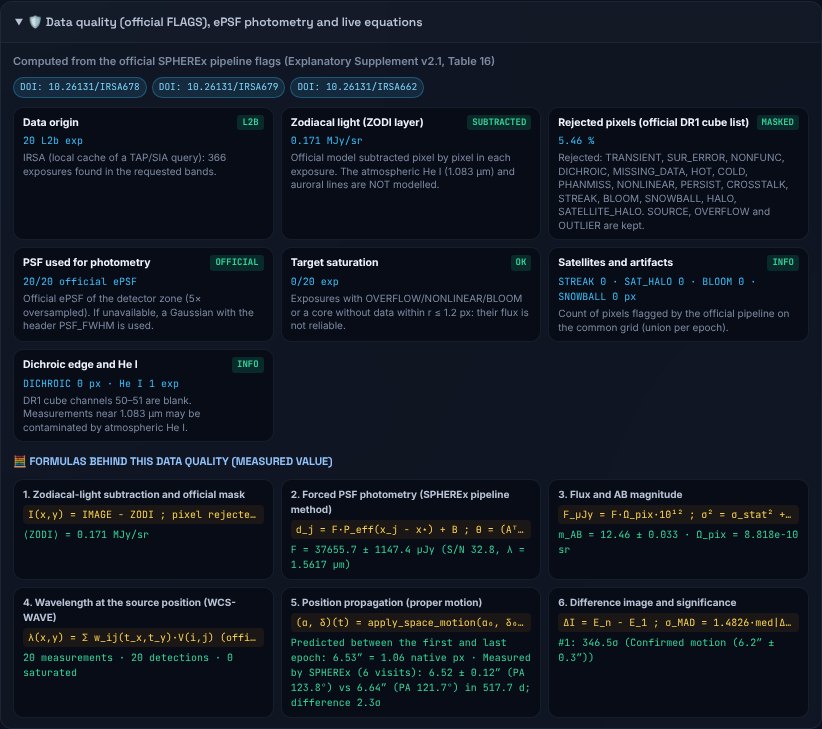 ▼ 🛡️ Data quality (official FLAGS), ePSF photometry and live equations
Computed from the official SPHEREx pipeline flags (Explanatory Supplement v2.1, Table 16)
DOI: 10.26131/IRSA678 DOI: 10.26131/IRSA679 DOI: 10.26131/IRSA662
Data origin L2B
20 L2b exp
IRSA (local cache of a TAP/SIA query): 366
exposures found in the requested bands.
Zodiacal light (ZODI layer) SUBTRACTED
0.171 MJy/sr
Official model subtracted pixel by pixel in each
exposure. The atmospheric He I (1.083 µm) and
auroral lines are NOT modelled.
Rejected pixels (official DR1 cube list) MASKED
5.46 %
Rejected: TRANSIENT, SUR_ERROR, NONFUNC,
DICHROIC, MISSING_DATA, HOT, COLD,
PHANMISS, NONLINEAR, PERSIST, CROSSTALK,
STREAK, BLOOM, SNOWBALL, HALO,
SATELLITE_HALO. SOURCE, OVERFLOW and
OUTLIER are kept.
PSF used for photometry OFFICIAL
20/20 official ePSF
Official ePSF of the detector zone (5×
oversampled). If unavailable, a Gaussian with the
header PSF_FWHM is used.
Target saturation OK
0/20 exp
Exposures with OVERFLOW/NONLINEAR/BLOOM
or a core without data within r ≤ 1.2 px: their flux is
not reliable.
Satellites and artifacts INFO
STREAK 0 · SAT_HALO 0 · BLOOM 0 ·
SNOWBALL 0 px
Count of pixels flagged by the official pipeline on
the common grid (union per epoch).
Dichroic edge and He I INFO
DICHROIC 0 px · He I 1 exp
DR1 cube channels 50–51 are blank.
Measurements near 1.083 µm may be
contaminated by atmospheric He I.
🧮 FORMULAS BEHIND THIS DATA QUALITY (MEASURED VALUE)
1. Zodiacal-light subtraction and official mask
I(x,y) = IMAGE − ZODI ; pixel rejecte…
⟨ZODI⟩ = 0.171 MJy/sr
2. Forced PSF photometry (SPHEREx pipeline
method)
d_j = F·P_eff(x_j − x⋆) + B ; θ = (Aᵀ…
F = 37655.7 ± 1147.4 µJy (S/N 32.8, λ =
1.5617 µm)
3. Flux and AB magnitude
F_µJy = F·Ω_pix·10¹² ; σ² = σ_stat² +…
m_AB = 12.46 ± 0.033 · Ω_pix = 8.818e-10
sr
4. Wavelength at the source position (WCS-
WAVE)
λ(x,y) = Σ w_ij(t_x,t_y)·V(i,j) (offi…
20 measurements · 20 detections · 0
saturated
5. Position propagation (proper motion)
(α, δ)(t) = apply_space_motion(α₀, δ₀…
Predicted between the first and last
epoch: 6.53″ = 1.06 native px · Measured
by SPHEREx (6 visits): 6.52 ± 0.12″ (PA
123.8°) vs 6.64″ (PA 121.7°) in 517.7 d;
difference 2.3σ
6. Difference image and significance
ΔI = E_n − E_1 ; σ_MAD = 1.4826·med|Δ…
#1: 346.5σ (Confirmed motion (6.2″ ±
0.3″))